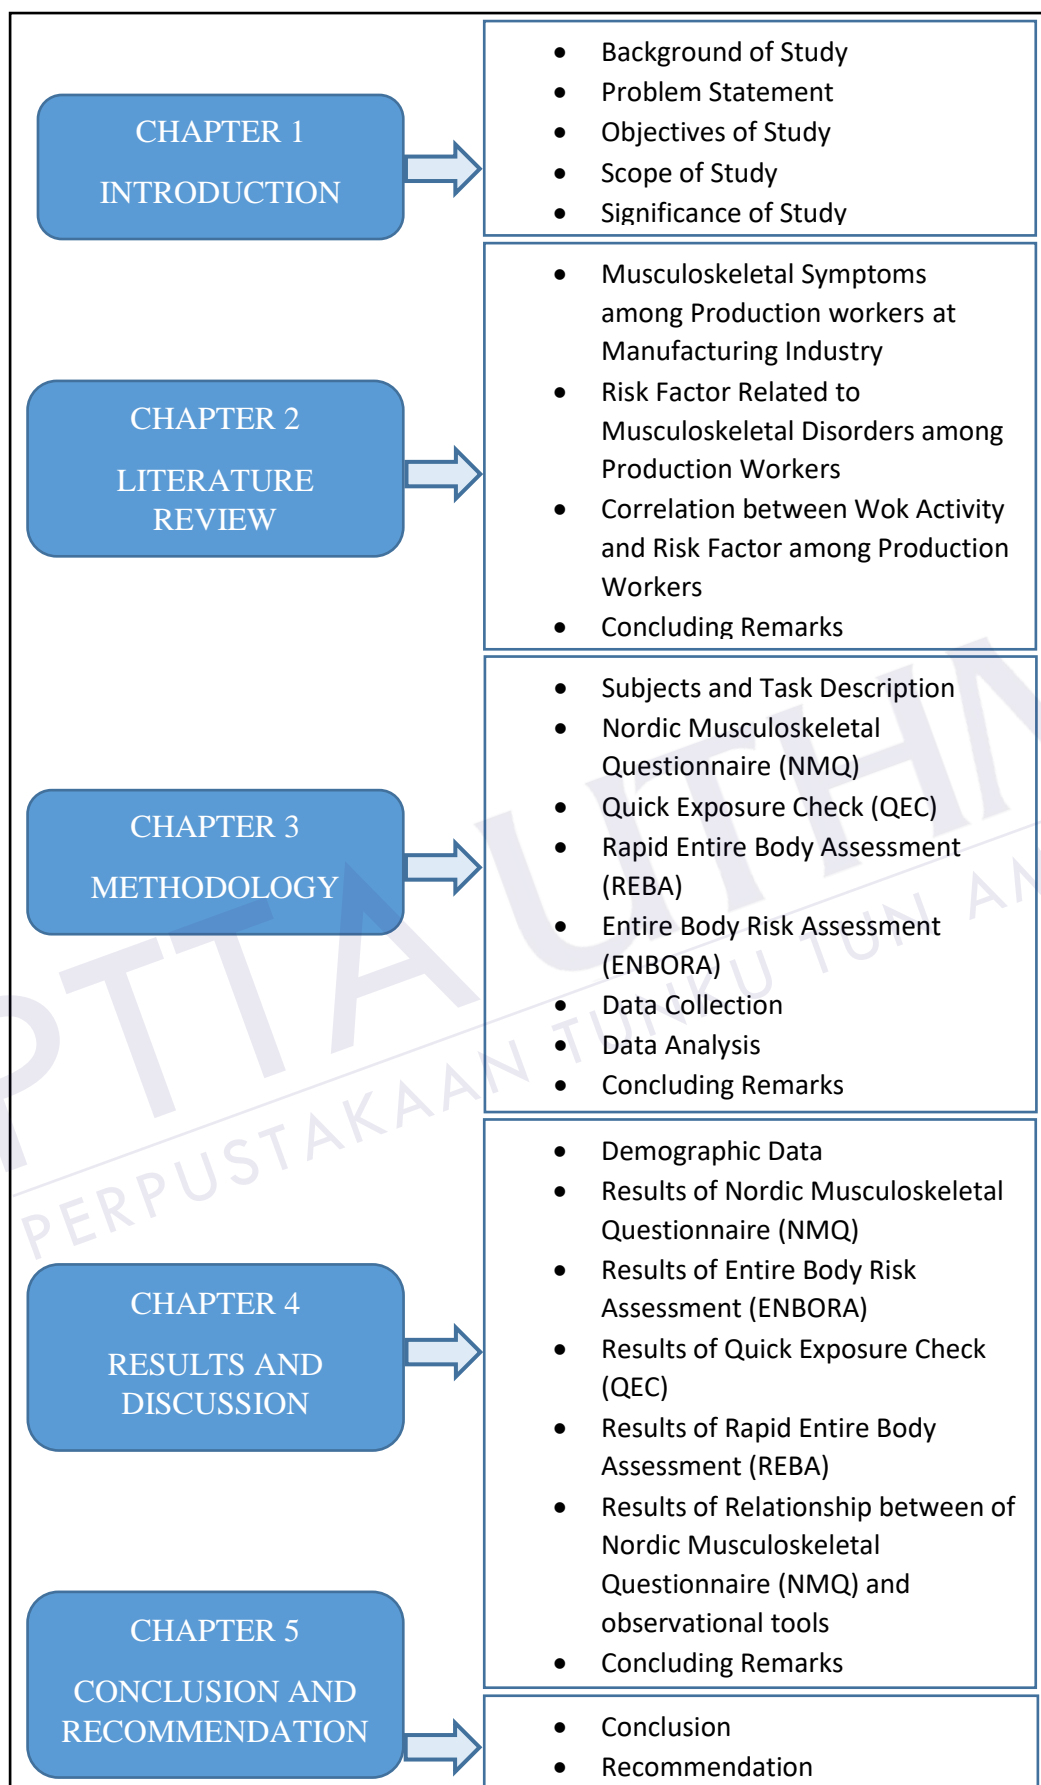 CHAPTER 1
INTRODUCTION
• Background of Study
• Problem Statement
• Objectives of Study
• Scope of Study
• Significance of Study
CHAPTER 2
LITERATURE
REVIEW
• Musculoskeletal Symptoms
among Production workers at
Manufacturing Industry
• Risk Factor Related to
Musculoskeletal Disorders among
Production Workers
• Correlation between Wok Activity
and Risk Factor among Production
Workers
• Concluding Remarks
CHAPTER 3
METHODOLOGY
• Subjects and Task Description
• Nordic Musculoskeletal
Questionnaire (NMQ)
• Quick Exposure Check (QEC)
• Rapid Entire Body Assessment
(REBA)
• Entire Body Risk Assessment
(ENBORA)
• Data Collection
• Data Analysis
• Concluding Remarks
CHAPTER 4
RESULTS AND
DISCUSSION
• Demographic Data
• Results of Nordic Musculoskeletal
Questionnaire (NMQ)
• Results of Entire Body Risk
Assessment (ENBORA)
• Results of Quick Exposure Check
(QEC)
• Results of Rapid Entire Body
Assessment (REBA)
• Results of Relationship between of
Nordic Musculoskeletal
Questionnaire (NMQ) and
observational tools
• Concluding Remarks
CHAPTER 5
CONCLUSION AND
RECOMMENDATION
• Conclusion
• Recommendation
PTTA UTHM
PERPUSTAKAAN TUNKU TUN AM